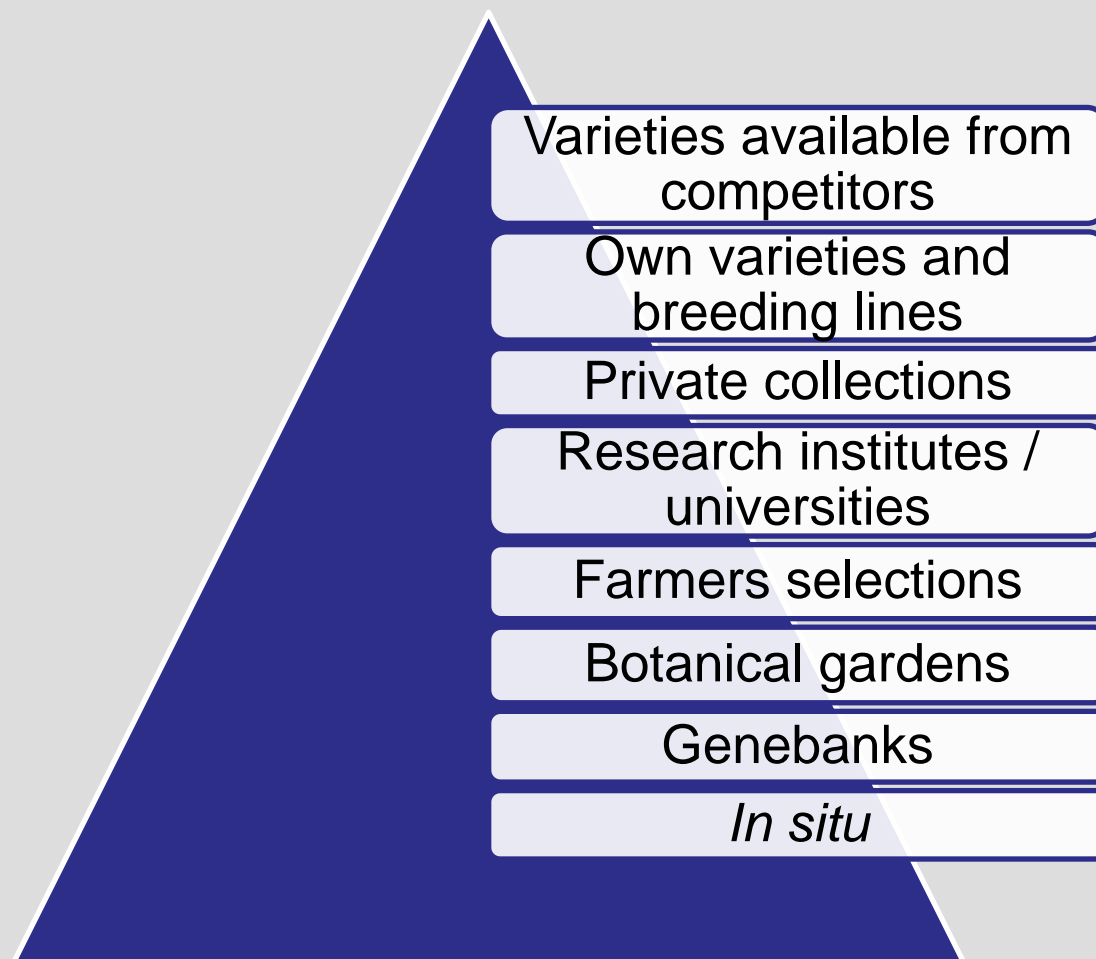 Varieties available from
competitors
Own varieties and
breeding lines
Private collections
Research institutes /
universities
Farmers selections
Botanical gardens
Genebanks
In situ